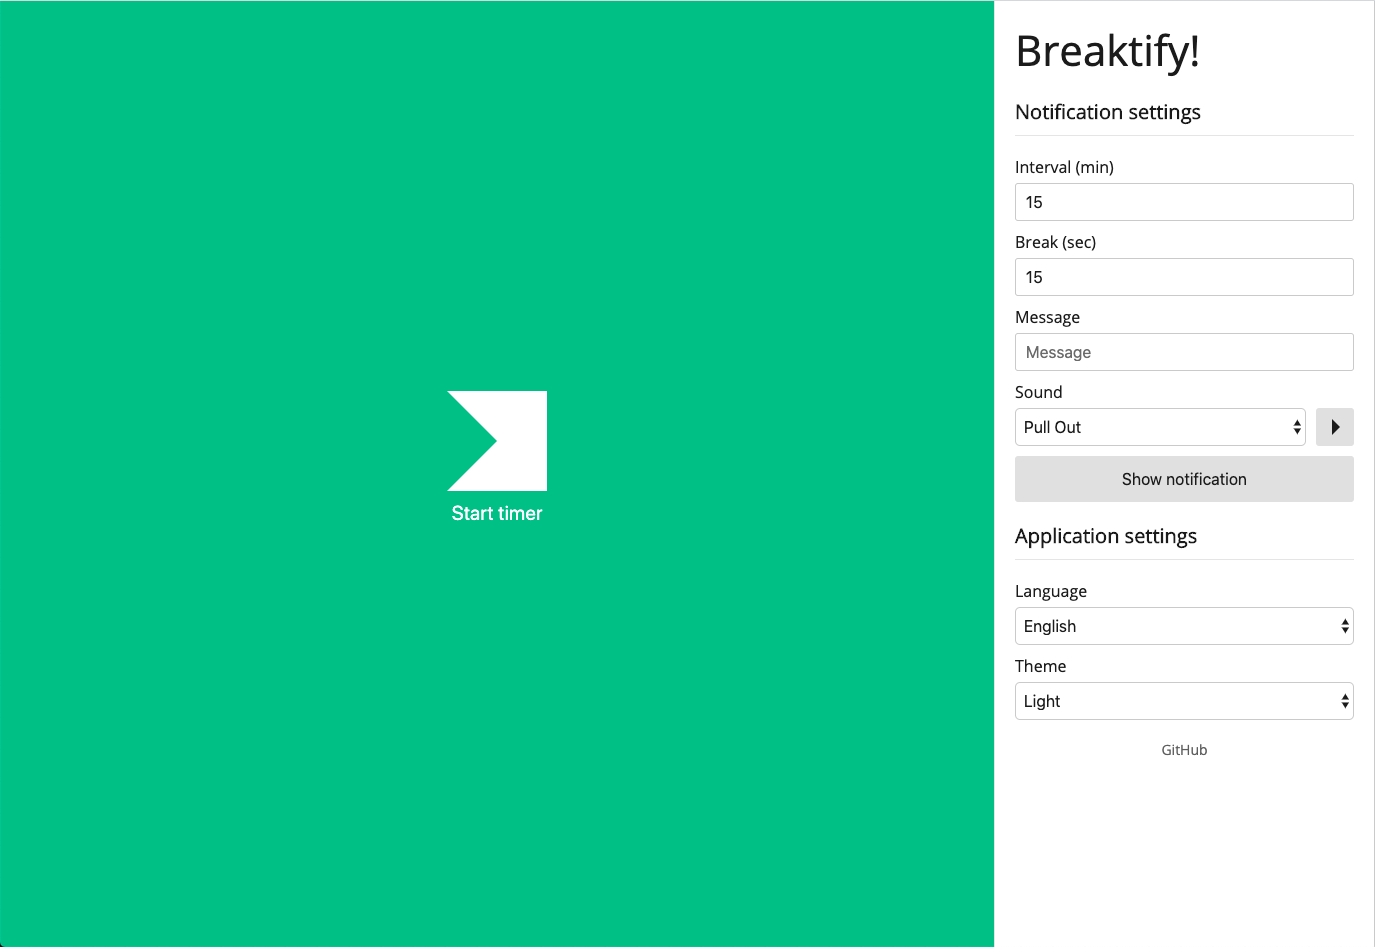 Start timer
Breaktify!
Notification settings
Interval (min)
15
Break (sec)
15
Message
Message
Sound
Pull Out
Show notification
Application settings
Language
English
Theme
Light
GitHub